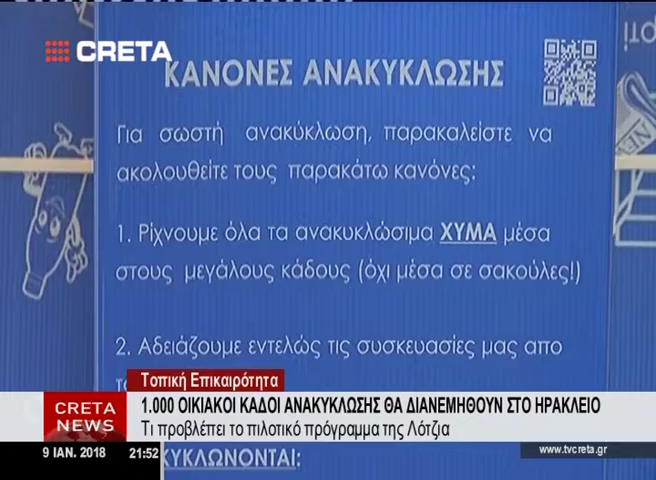 CRETA
ΚΑΝΟΝΕΣ ΑΝΑΚΥΚΛΩΣΗΣ
Για σωστή ανακύκλωση, παρακαλείστε να
ακολουθείτε τους παρακάτω κανόνες:
1. Ρίχνουμε όλα τα ανακυκλώσιμα ΧΥΜΑ μέσα
στους μεγάλους κάδους (όχι μέσα σε σακούλες!)
2. Αδειάζουμε εντελώς τις συσκευασίες μας απο
Τοπική Επικαιρότητα
CRETA
NEWS
1.000 ΟΙΚΙΑΚΟΙ ΚΑΔΟΙ ΑΝΑΚΥΚΛΩΣΗΣ ΘΑ ΔΙΑΝΕΜΗΘΟΥΝ ΣΤΟ ΗΡΑΚΛΕΙΟ
Τι προβλέπει το πιλοτικό πρόγραμμα της Λότζια
9 ΙΑΝ. 2018 21:52
ΚΥΚΛΩΝΟΝΤΑΙ:
www.tvcreta.gr